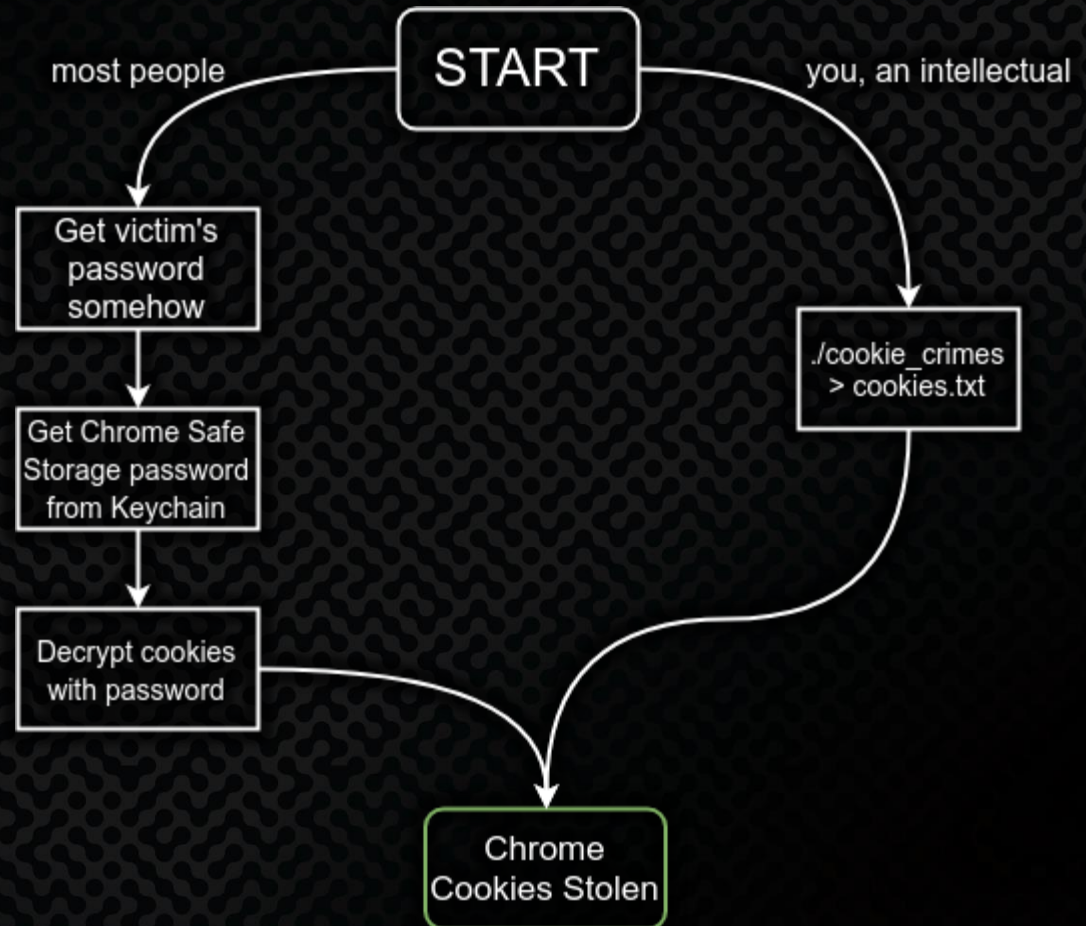 START
most people
you, an intellectual
Get victim's
password
somehow
./cookie_crimes
> cookies.txt
Get Chrome Safe
Storage password
from Keychain
Decrypt cookies
with password
Chrome
Cookies Stolen